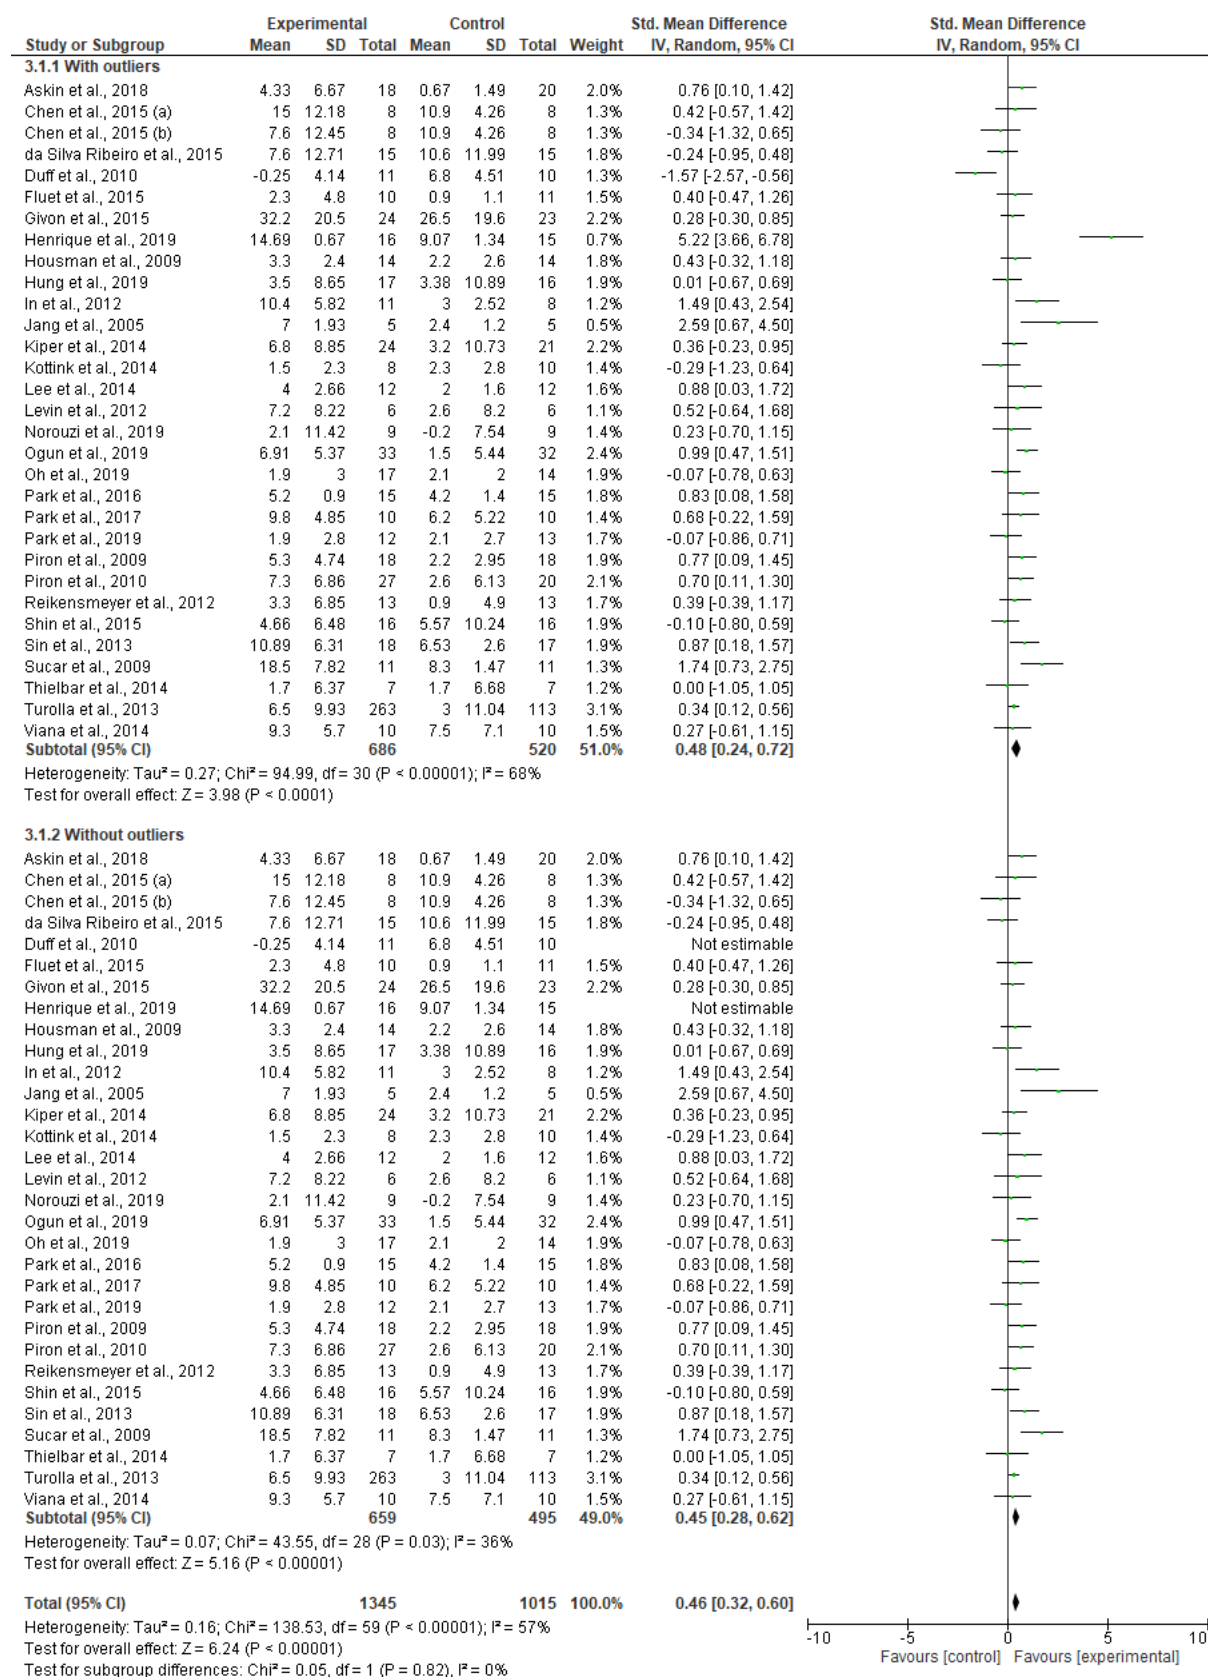 Experimental Control Std. Mean Difference Std. Mean Difference
Study or Subgroup Mean SD Total Mean SD Total Weight IV, Random, 95% CI IV, Random, 95% CI
3.1.1 With outliers
Askin et al., 2018 4.33 6.67 18 0.67 1.49 20 2.0% 0.76 [0.10, 1.42]
Chen et al., 2015 (a) 15 12.18 8 10.9 4.26 8 1.3% 0.42 [-0.57, 1.42]
Chen et al., 2015 (b) 7.6 12.45 8 10.9 4.26 8 1.3% -0.34 [-1.32, 0.65]
da Silva Ribeiro et al., 2015 7.6 12.71 15 10.6 11.99 15 1.8% -0.24 [-0.95, 0.48]
Duff et al., 2010 -0.25 4.14 11 6.8 4.51 10 1.3% -1.57 [-2.57, -0.56]
Fluet et al., 2015 2.3 4.8 10 0.9 1.1 11 1.5% 0.40 [-0.47, 1.26]
Givon et al., 2015 32.2 20.5 24 26.5 19.6 23 2.2% 0.28 [-0.30, 0.85]
Henrique et al., 2019 14.69 0.67 16 9.07 1.34 15 0.7% 5.22 [3.66, 6.78]
Housman et al., 2009 3.3 2.4 14 2.2 2.6 14 1.8% 0.43 [-0.32, 1.18]
Hung et al., 2019 3.5 8.65 17 3.38 10.89 16 1.9% 0.01 [-0.67, 0.69]
In et al., 2012 10.4 5.82 11 3 2.52 8 1.2% 1.49 [0.43, 2.54]
Jang et al., 2005 7 1.93 5 2.4 1.2 5 0.5% 2.59 [0.67, 4.50]
Kiper et al., 2014 6.8 8.85 24 3.2 10.73 21 2.2% 0.36 [-0.23, 0.95]
Kottink et al., 2014 1.5 2.3 8 2.3 2.8 10 1.4% -0.29 [-1.23, 0.64]
Lee et al., 2014 4 2.66 12 2 1.6 12 1.6% 0.88 [0.03, 1.72]
Levin et al., 2012 7.2 8.22 6 2.6 8.2 6 1.1% 0.52 [-0.64, 1.68]
Norouzi et al., 2019 2.1 11.42 9 -0.2 7.54 9 1.4% 0.23 [-0.70, 1.15]
Ogun et al., 2019 6.91 5.37 33 1.5 5.44 32 2.4% 0.99 [0.47, 1.51]
Oh et al., 2019 1.9 3 17 2.1 2 14 1.9% -0.07 [-0.78, 0.63]
Park et al., 2016 5.2 0.9 15 4.2 1.4 15 1.8% 0.83 [0.08, 1.58]
Park et al., 2017 9.8 4.85 10 6.2 5.22 10 1.4% 0.68 [-0.22, 1.59]
Park et al., 2019 1.9 2.8 12 2.1 2.7 13 1.7% -0.07 [-0.86, 0.71]
Piron et al., 2009 5.3 4.74 18 2.2 2.95 18 1.9% 0.77 [0.09, 1.45]
Piron et al., 2010 7.3 6.86 27 2.6 6.13 20 2.1% 0.70 [0.11, 1.30]
Reikensmeyer et al., 2012 3.3 6.85 13 0.9 4.9 13 1.7% 0.39 [-0.39, 1.17]
Shin et al., 2015 4.66 6.48 16 5.57 10.24 16 1.9% -0.10 [-0.80, 0.59]
Sin et al., 2013 10.89 6.31 18 6.53 2.6 17 1.9% 0.87 [0.18, 1.57]
Sucar et al., 2009 18.5 7.82 11 8.3 1.47 11 1.3% 1.74 [0.73, 2.75]
Thielbar et al., 2014 1.7 6.37 7 1.7 6.68 7 1.2% 0.00 [-1.05, 1.05]
Turolla et al., 2013 6.5 9.93 263 3 11.04 113 3.1% 0.34 [0.12, 0.56]
Viana et al., 2014 9.3 5.7 10 7.5 7.1 10 1.5% 0.27 [-0.61, 1.15]
Subtotal (95% CI) 686 520 51.0% 0.48 [0.24, 0.72]
Heterogeneity: Tau² = 0.27; Chi² = 94.99, df = 30 (P < 0.00001); I² = 68%
Test for overall effect: Z = 3.98 (P < 0.0001)
3.1.2 Without outliers
Askin et al., 2018 4.33 6.67 18 0.67 1.49 20 2.0% 0.76 [0.10, 1.42]
Chen et al., 2015 (a) 15 12.18 8 10.9 4.26 8 1.3% 0.42 [-0.57, 1.42]
Chen et al., 2015 (b) 7.6 12.45 8 10.9 4.26 8 1.3% -0.34 [-1.32, 0.65]
da Silva Ribeiro et al., 2015 7.6 12.71 15 10.6 11.99 15 1.8% -0.24 [-0.95, 0.48]
Duff et al., 2010 -0.25 4.14 11 6.8 4.51 10 Not estimable
Fluet et al., 2015 2.3 4.8 10 0.9 1.1 11 1.5% 0.40 [-0.47, 1.26]
Givon et al., 2015 32.2 20.5 24 26.5 19.6 23 2.2% 0.28 [-0.30, 0.85]
Henrique et al., 2019 14.69 0.67 16 9.07 1.34 15 Not estimable
Housman et al., 2009 3.3 2.4 14 2.2 2.6 14 1.8% 0.43 [-0.32, 1.18]
Hung et al., 2019 3.5 8.65 17 3.38 10.89 16 1.9% 0.01 [-0.67, 0.69]
In et al., 2012 10.4 5.82 11 3 2.52 8 1.2% 1.49 [0.43, 2.54]
Jang et al., 2005 7 1.93 5 2.4 1.2 5 0.5% 2.59 [0.67, 4.50]
Kiper et al., 2014 6.8 8.85 24 3.2 10.73 21 2.2% 0.36 [-0.23, 0.95]
Kottink et al., 2014 1.5 2.3 8 2.3 2.8 10 1.4% -0.29 [-1.23, 0.64]
Lee et al., 2014 4 2.66 12 2 1.6 12 1.6% 0.88 [0.03, 1.72]
Levin et al., 2012 7.2 8.22 6 2.6 8.2 6 1.1% 0.52 [-0.64, 1.68]
Norouzi et al., 2019 2.1 11.42 9 -0.2 7.54 9 1.4% 0.23 [-0.70, 1.15]
Ogun et al., 2019 6.91 5.37 33 1.5 5.44 32 2.4% 0.99 [0.47, 1.51]
Oh et al., 2019 1.9 3 17 2.1 2 14 1.9% -0.07 [-0.78, 0.63]
Park et al., 2016 5.2 0.9 15 4.2 1.4 15 1.8% 0.83 [0.08, 1.58]
Park et al., 2017 9.8 4.85 10 6.2 5.22 10 1.4% 0.68 [-0.22, 1.59]
Park et al., 2019 1.9 2.8 12 2.1 2.7 13 1.7% -0.07 [-0.86, 0.71]
Piron et al., 2009 5.3 4.74 18 2.2 2.95 18 1.9% 0.77 [0.09, 1.45]
Piron et al., 2010 7.3 6.86 27 2.6 6.13 20 2.1% 0.70 [0.11, 1.30]
Reikensmeyer et al., 2012 3.3 6.85 13 0.9 4.9 13 1.7% 0.39 [-0.39, 1.17]
Shin et al., 2015 4.66 6.48 16 5.57 10.24 16 1.9% -0.10 [-0.80, 0.59]
Sin et al., 2013 10.89 6.31 18 6.53 2.6 17 1.9% 0.87 [0.18, 1.57]
Sucar et al., 2009 18.5 7.82 11 8.3 1.47 11 1.3% 1.74 [0.73, 2.75]
Thielbar et al., 2014 1.7 6.37 7 1.7 6.68 7 1.2% 0.00 [-1.05, 1.05]
Turolla et al., 2013 6.5 9.93 263 3 11.04 113 3.1% 0.34 [0.12, 0.56]
Viana et al., 2014 9.3 5.7 10 7.5 7.1 10 1.5% 0.27 [-0.61, 1.15]
Subtotal (95% CI) 659 495 49.0% 0.45 [0.28, 0.62]
Heterogeneity: Tau² = 0.07; Chi² = 43.55, df = 28 (P = 0.03); I² = 36%
Test for overall effect: Z = 5.16 (P < 0.00001)
Total (95% CI) 1345 1015 100.0% 0.46 [0.32, 0.60]
Heterogeneity: Tau² = 0.16; Chi² = 138.53, df = 59 (P < 0.00001); I² = 57%
-10 -5 0 5 10
Test for overall effect: Z = 6.24 (P < 0.00001)
Favours [control] Favours [experimental]
Test for subgroup differences: Chi² = 0.05, df = 1 (P = 0.82), I² = 0%